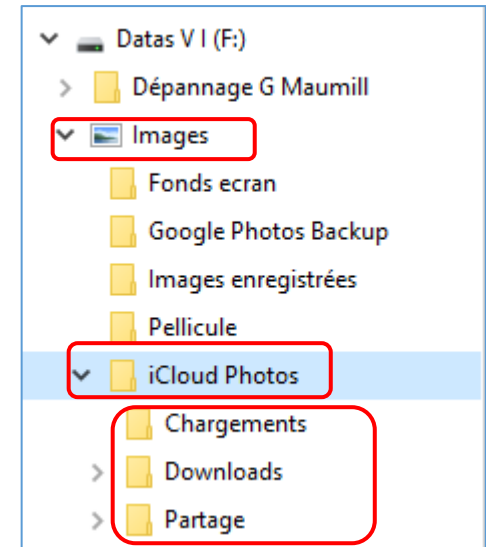 Datas V I (F:)
Dépannage G Maumill
Images
Fonds ecran
Google Photos Backup
Images enregistrées
Pellicule
iCloud Photos
Chargements
Downloads
Partage